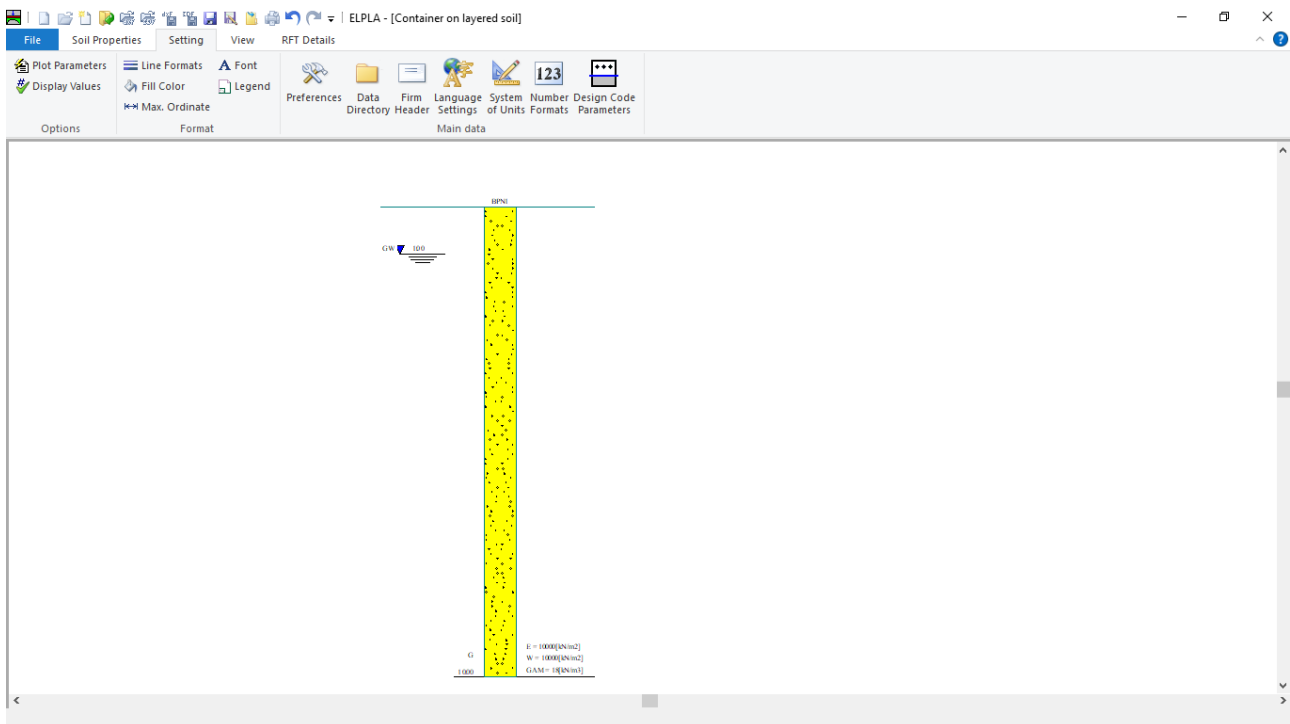 ELPLA - [Container on layered soil]
File Soil Properties Setting View RFT Details
Plot Parameters
Display Values
Options
Line Formats
Fill Color
Max. Ordinate
Font
Legend
Format
Preferences
Data Directory
Firm Header
Language Settings
System of Units
123
Number Formats
Design Code Parameters
Main data
BPN1
GW 100
E = 10000[kN/m2]
G
W = 10000[kN/m2]
1000
GAM = 18[kN/m3]